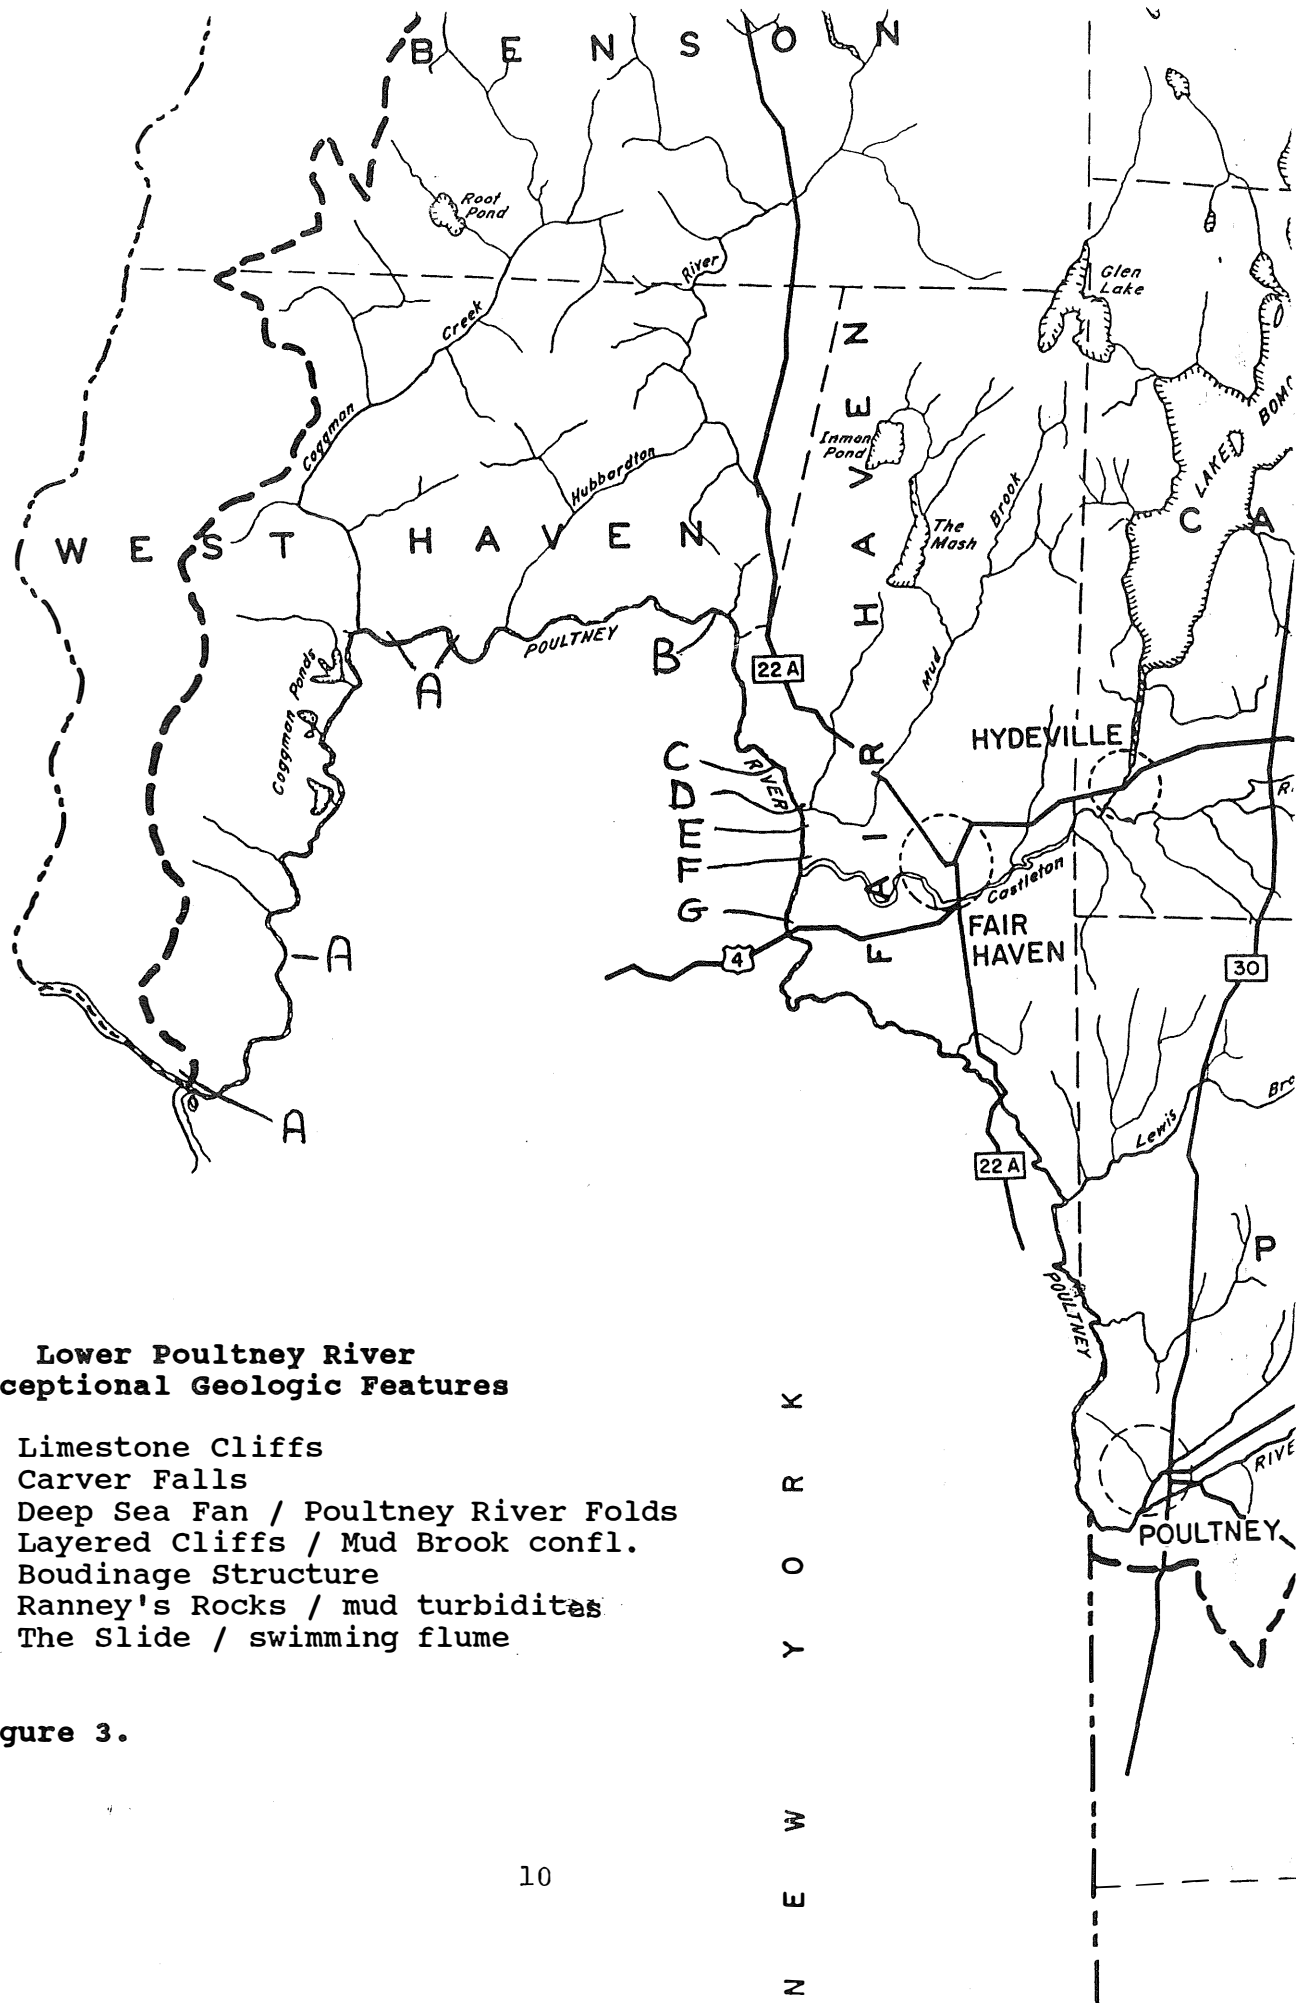 B E N S O N
Root
Pond
River
Glen
Lake
Creek
Coggman
Inmon
Pond
LAKE
Hubbardton
Brook
The
Mash
W E S T H A V E N
C A
POULTNEY
B
A
22 A
Coggman Ponds
Mud
HYDEVILLE
C
RIVER
D
E
F
G
F A I R H A V E N
Castleton
FAIR
HAVEN
4
30
A
A
Lewis
22 A
P
POULTNEY
Lower Poultney River
ceptional Geologic Features
Limestone Cliffs
Carver Falls
Deep Sea Fan / Poultney River Folds
Layered Cliffs / Mud Brook confl.
Boudinage Structure
Ranney's Rocks / mud turbidites
The Slide / swimming flume
RIVE
POULTNEY
gure 3.
N E W Y O R K
10